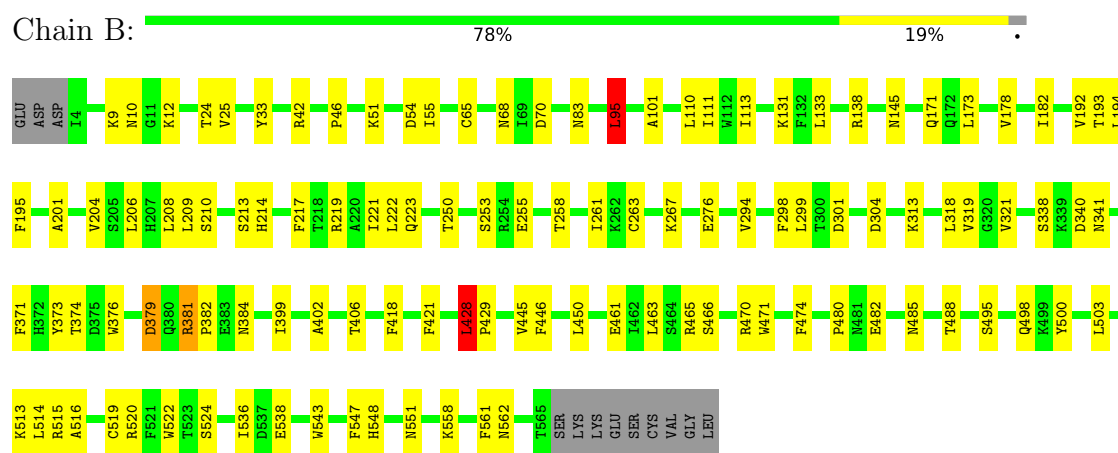 Chain B:
78% 19% •
GLU ASP ASP I4 K9 N10 G11 K12 T24 V25 Y33 R42 P46 K51 D54 I55 C65 N68 I69 D70 N83 L95 A101 L110 I111 W112 I113 K131 F132 L133 R138 N145 Q171 Q172 L173 V178 I182 V192 T193 L194
F195 A201 V204 S205 L206 H207 L208 L209 S210 S213 H214 F217 T218 R219 A220 I221 L222 Q223 T250 S253 R254 E255 T258 I261 K262 C263 K267 E276 V294 F298 L299 T300 D301 D304 K313 L318 V319 G320 V321 S338 K339 D340 N341
F371 H372 Y373 T374 D375 W376 D379 Q380 R381 P382 E383 N384 I399 A402 T406 F418 F421 L428 P429 V445 F446 L450 E461 I462 L463 S464 R465 S466 R470 W471 F474 P480 N481 E482 N485 T488 S495 Q498 K499 Y500 L503
K513 L514 R515 A516 C519 R520 F521 W522 T523 S524 I536 D537 E538 W543 F547 H548 N551 K558 F561 N562 T565 SER LYS LYS GLU SER CYS VAL GLY LEU